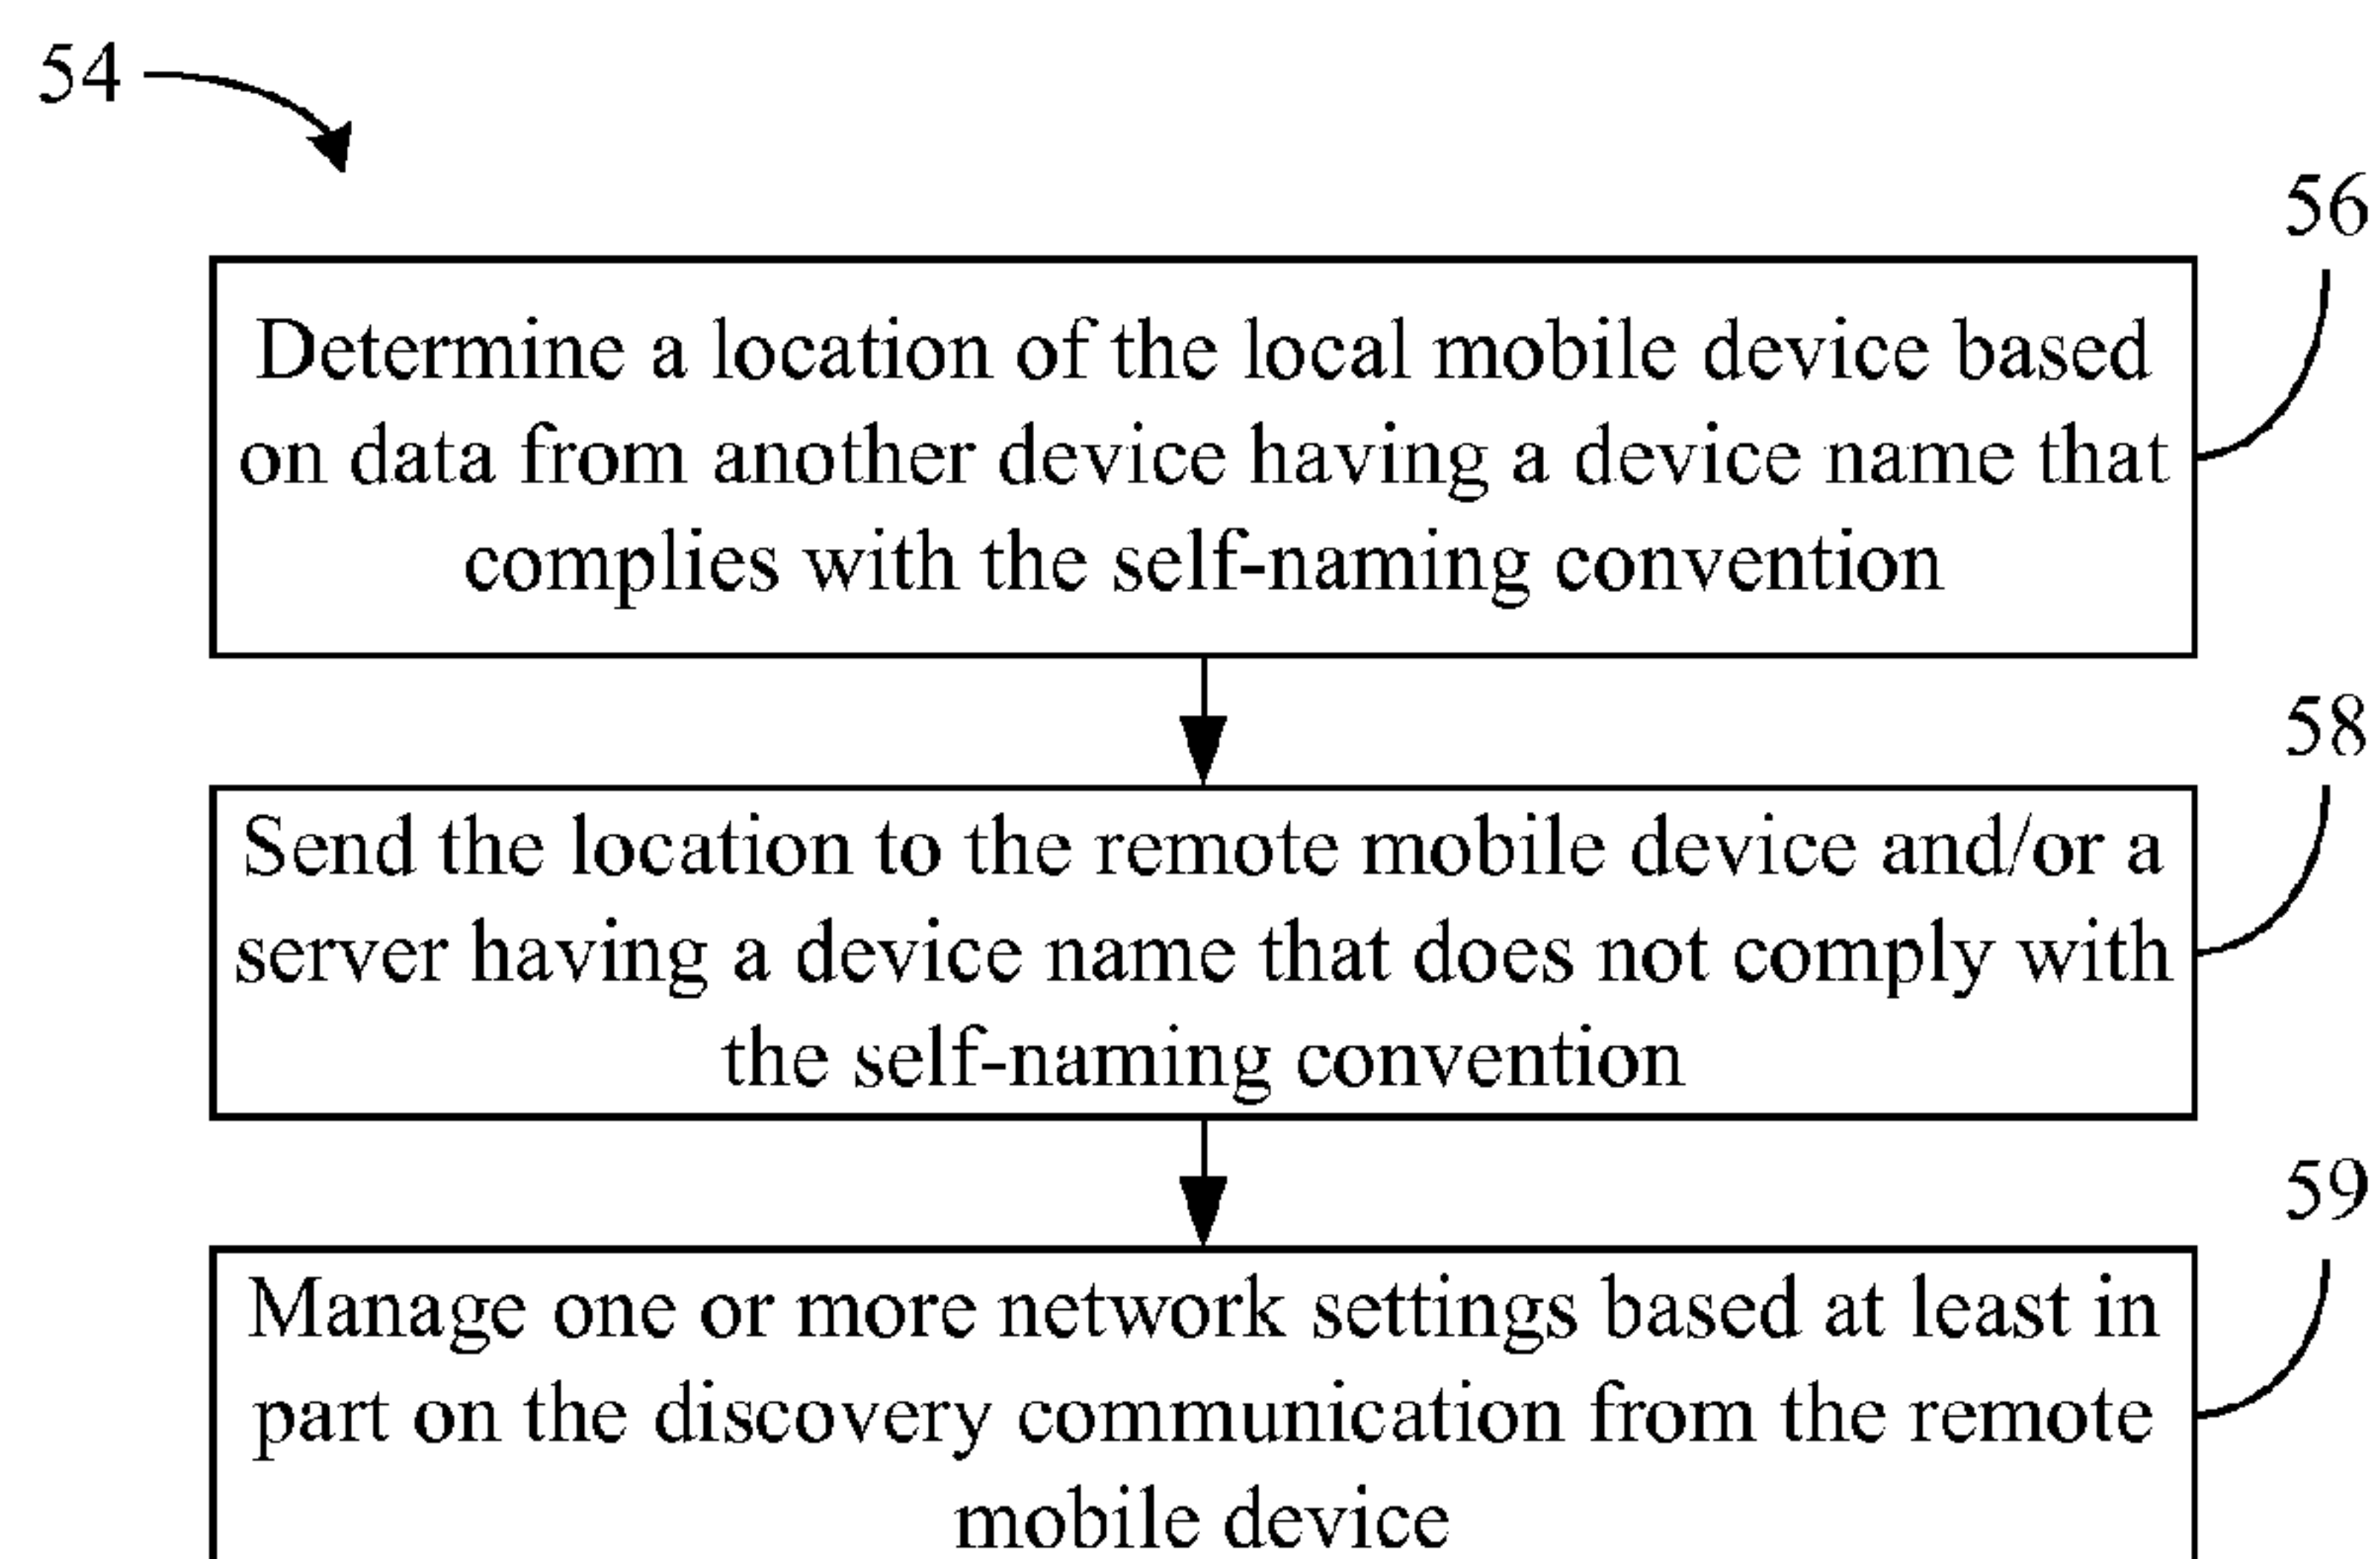 54
56
Determine a location of the local mobile device based
on data from another device having a device name that
complies with the self-naming convention
58
Send the location to the remote mobile device and/or a
server having a device name that does not comply with
the self-naming convention
59
Manage one or more network settings based at least in
part on the discovery communication from the remote
mobile device